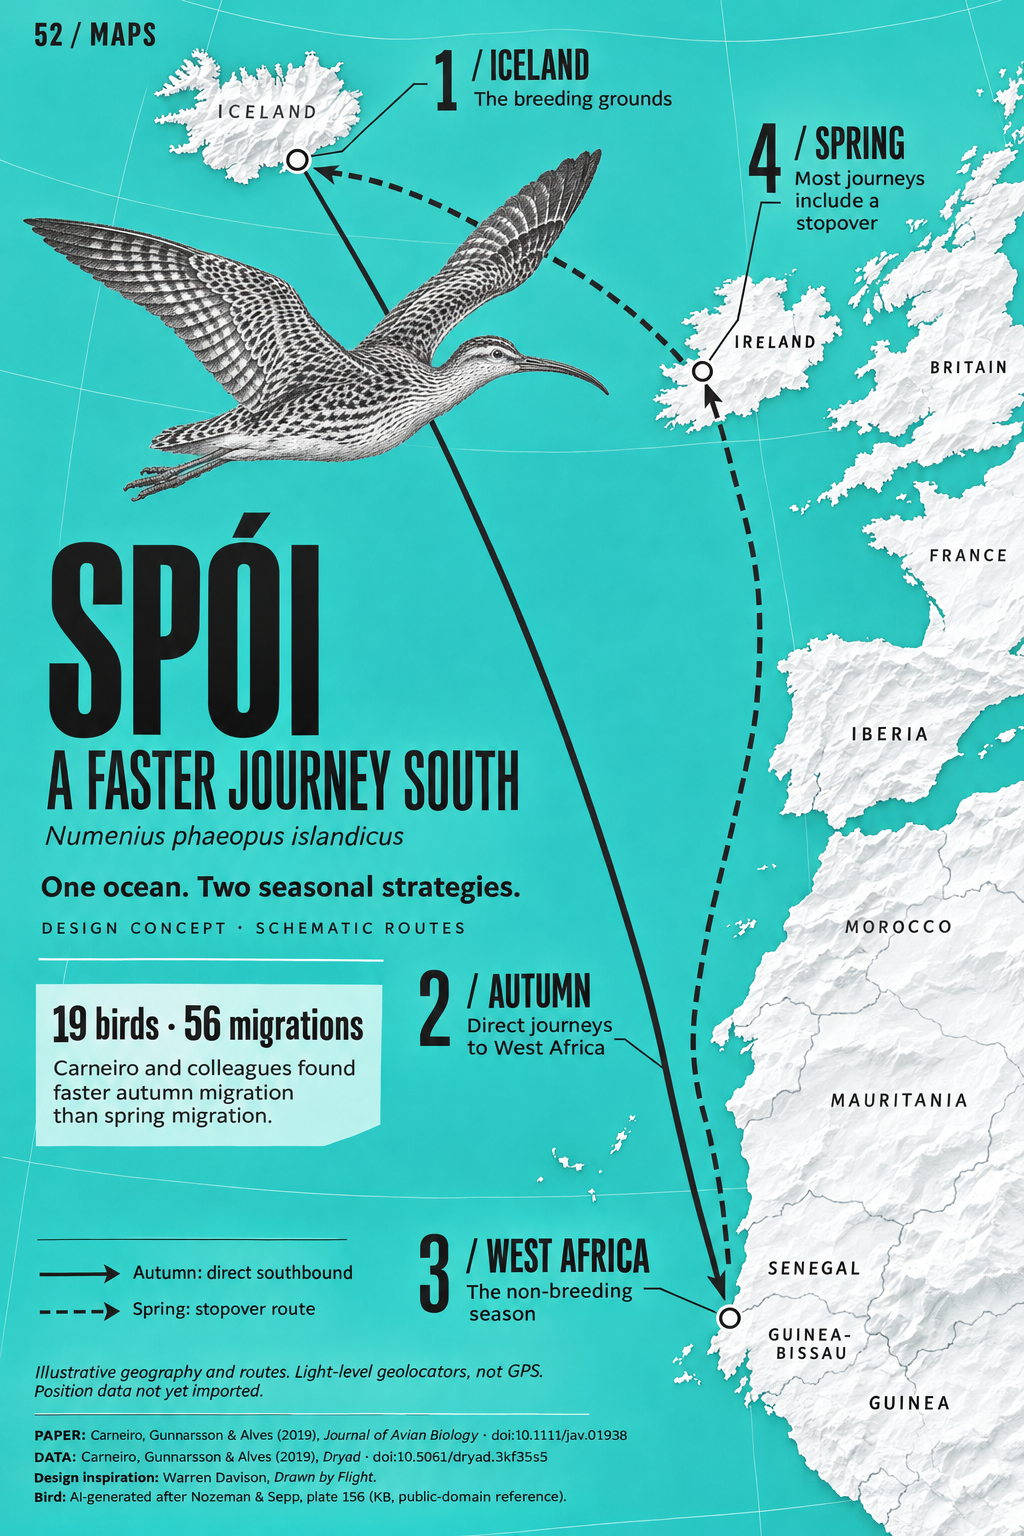 52 / MAPS
1 / ICELAND
The breeding grounds
ICELAND
4 / SPRING
Most journeys
include a
stopover
IRELAND
BRITAIN
FRANCE
SPÓI
A FASTER JOURNEY SOUTH
Numenius phaeopus islandicus
One ocean. Two seasonal strategies.
DESIGN CONCEPT · SCHEMATIC ROUTES
IBERIA
MOROCCO
19 birds · 56 migrations
Carneiro and colleagues found
faster autumn migration
than spring migration.
2 / AUTUMN
Direct journeys
to West Africa
MAURITANIA
3 / WEST AFRICA
The non-breeding
season
SENEGAL
GUINEA-
BISSAU
GUINEA
Autumn: direct southbound
Spring: stopover route
Illustrative geography and routes. Light-level geolocators, not GPS.
Position data not yet imported.
PAPER: Carneiro, Gunnarsson & Alves (2019), Journal of Avian Biology · doi:10.1111/jav.01938
DATA: Carneiro, Gunnarsson & Alves (2019), Dryad · doi:10.5061/dryad.3kf35s5
Design inspiration: Warren Davison, Drawn by Flight.
Bird: AI-generated after Nozeman & Sepp, plate 156 (KB, public-domain reference).